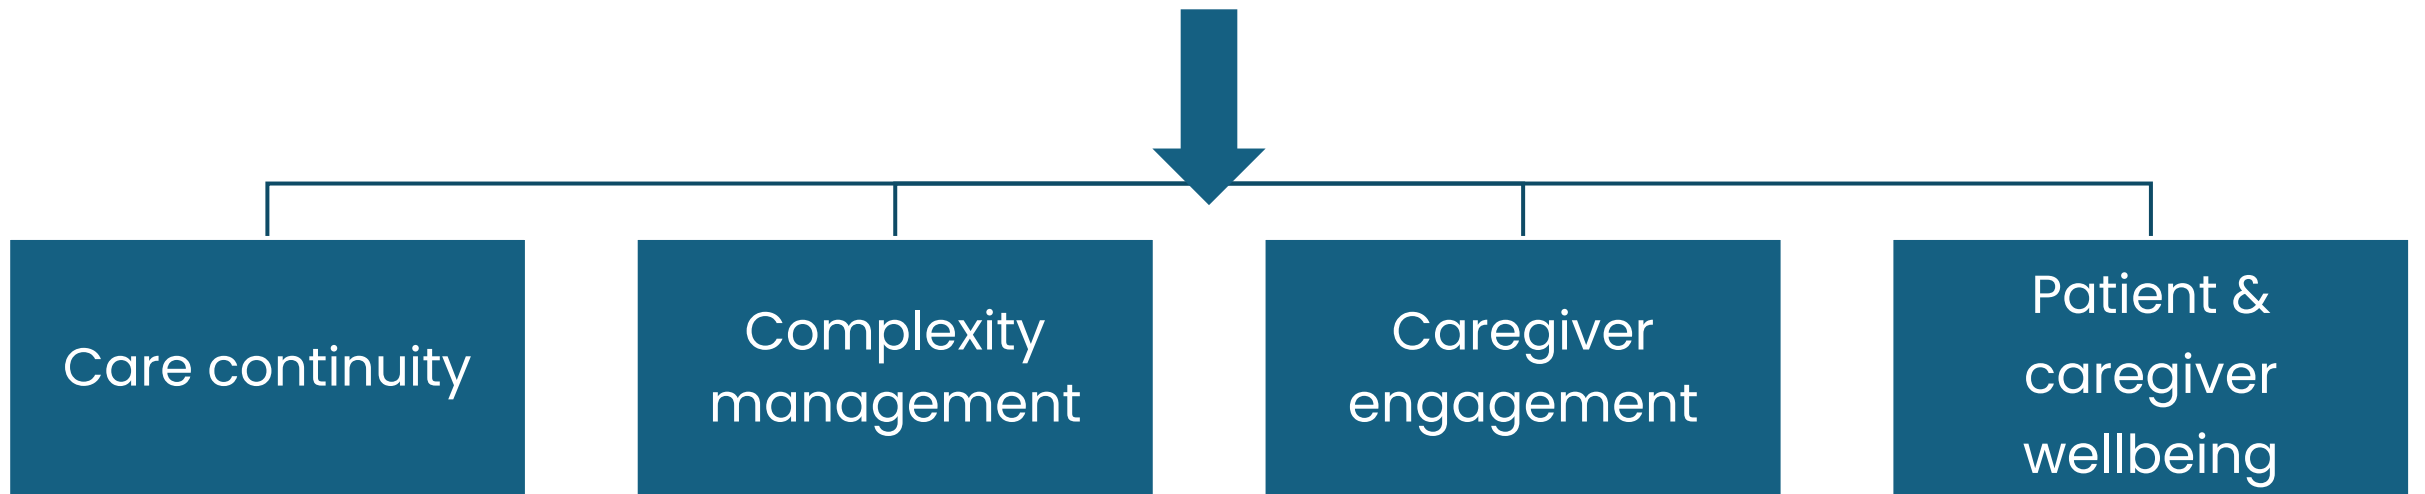 Care continuity
Complexity
management
Caregiver
engagement
Patient &
caregiver
wellbeing